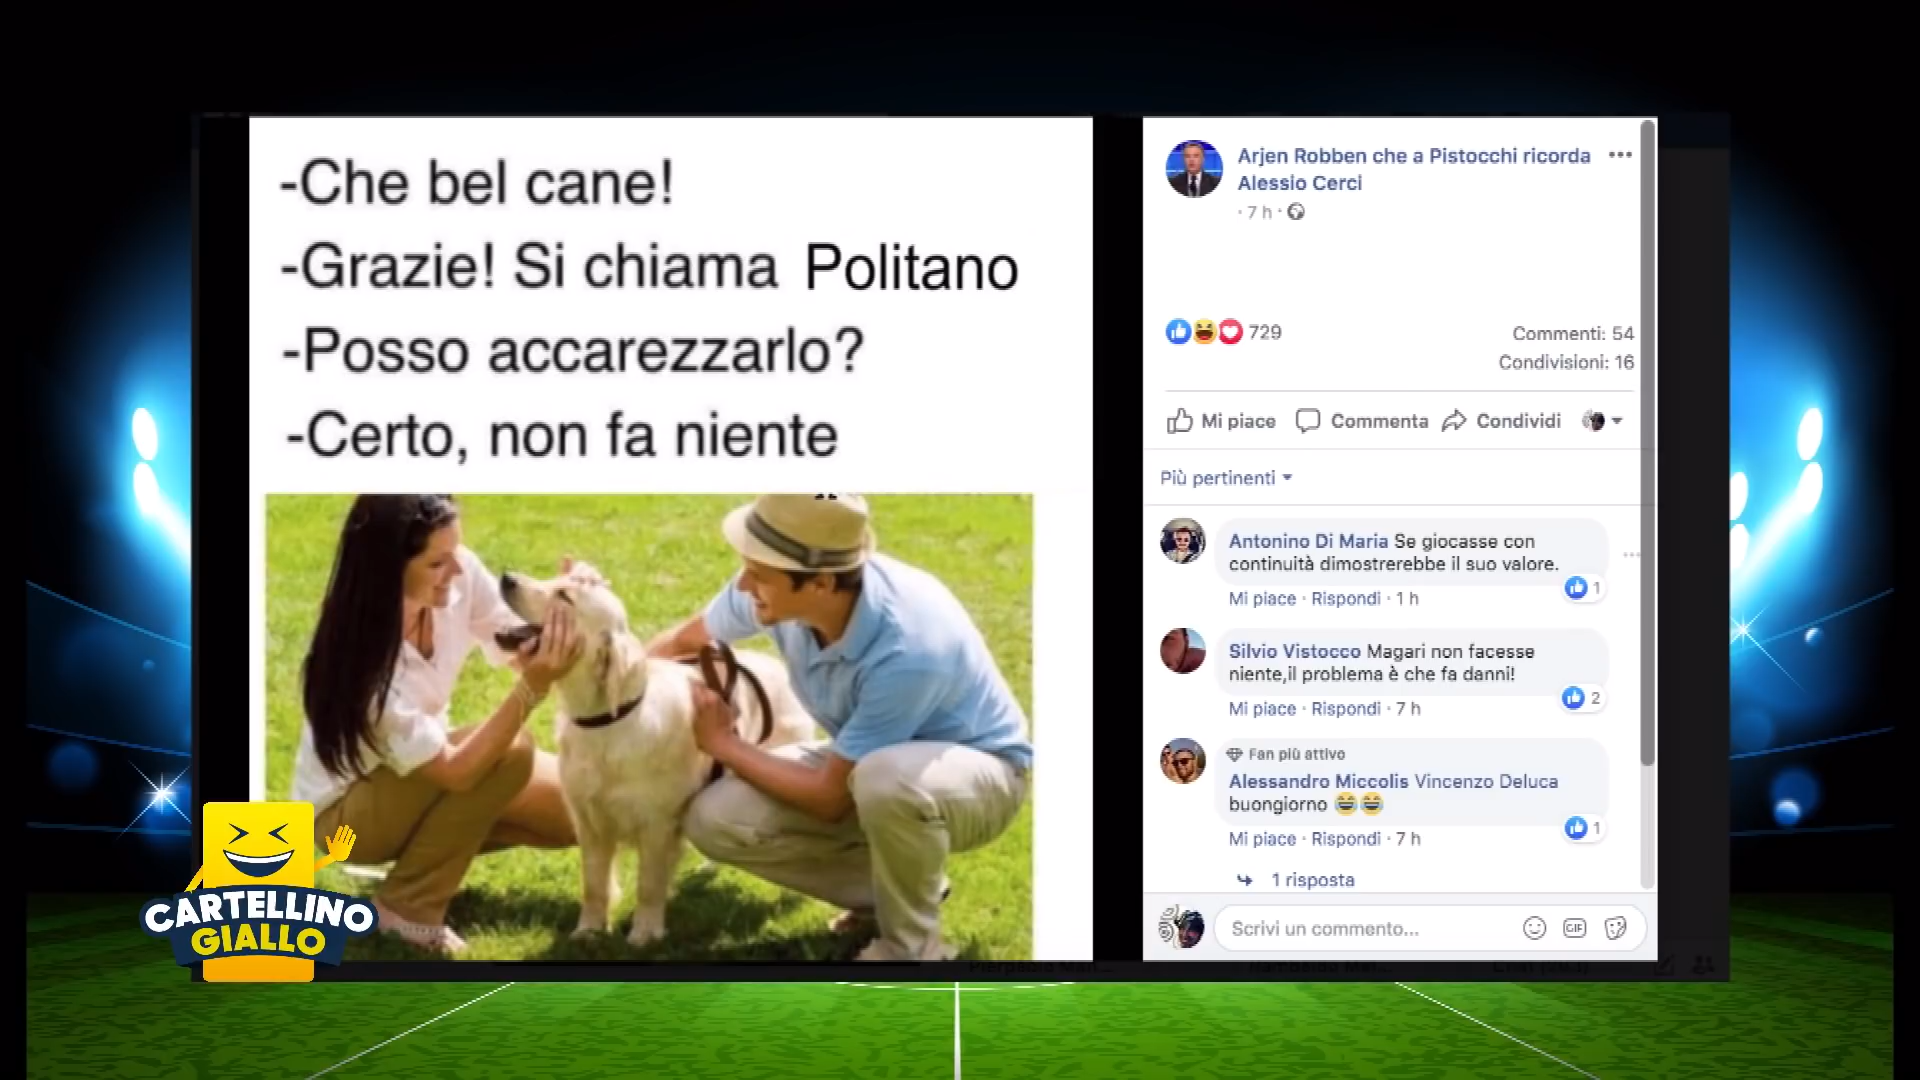 -Che bel cane!
-Grazie! Si chiama Politano
-Posso accarezzarlo?
-Certo, non fa niente
CARTELLINO
GIALLO
Arjen Robben che a Pistocchi ricorda
Alessio Cerci
· 7 h ·
729
Commenti: 54
Condivisioni: 16
Mi piace Commenta Condividi
Più pertinenti
Antonino Di Maria Se giocasse con
continuità dimostrerebbe il suo valore.
1
Mi piace · Rispondi · 1 h
Silvio Vistocco Magari non facesse
niente,il problema è che fa danni!
2
Mi piace · Rispondi · 7 h
Fan più attivo
Alessandro Miccolis Vincenzo Deluca
buongiorno 😂😂
1
Mi piace · Rispondi · 7 h
1 risposta
Scrivi un commento...
GIF